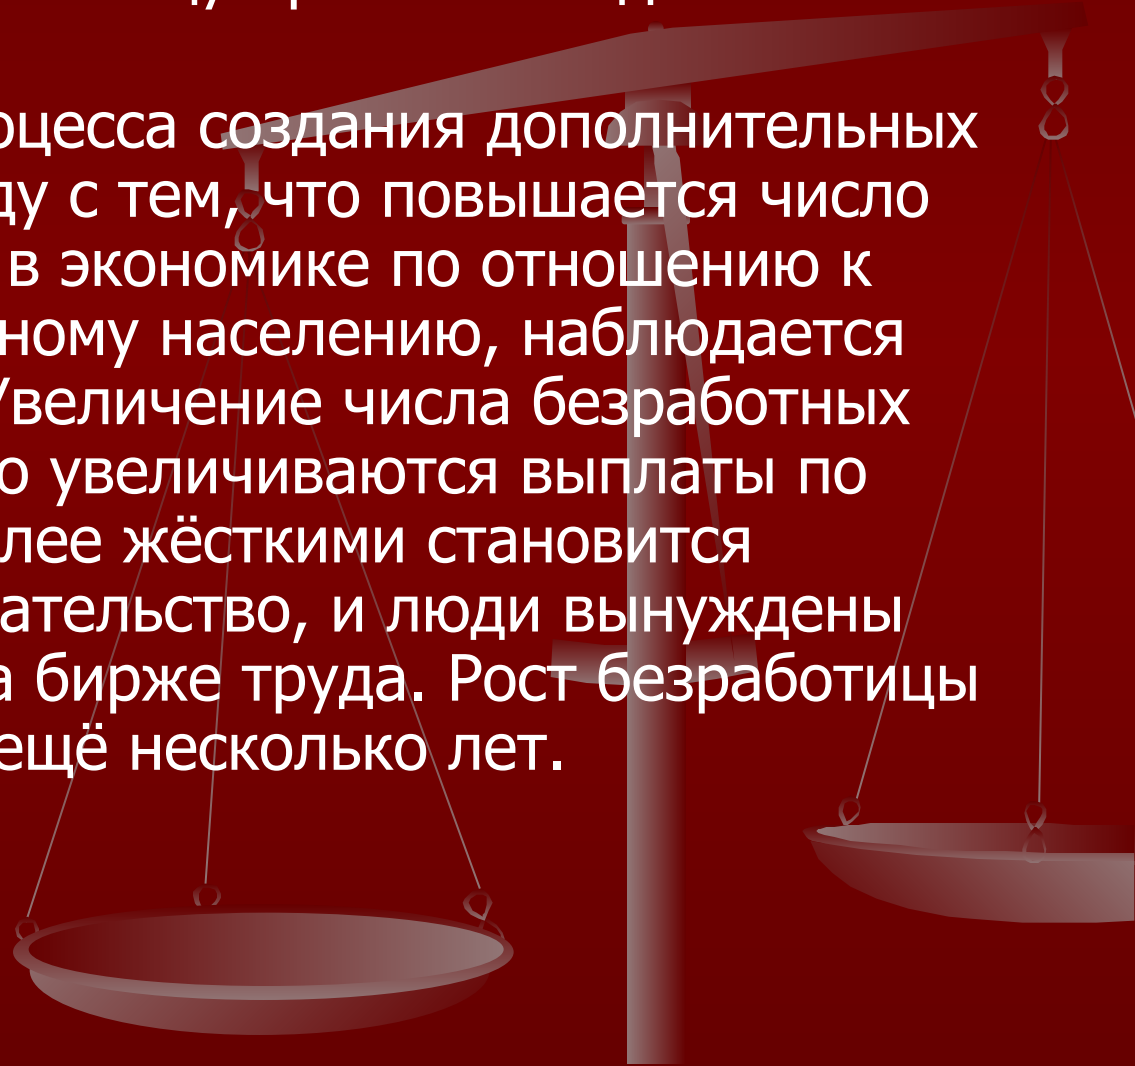 оцесса создания дополнительных
ду с тем, что повышается число
в экономике по отношению к
ному населению, наблюдается
Увеличение числа безработных
о увеличиваются выплаты по
лее жёсткими становится
ательство, и люди вынуждены
а бирже труда. Рост безработицы
ещё несколько лет.